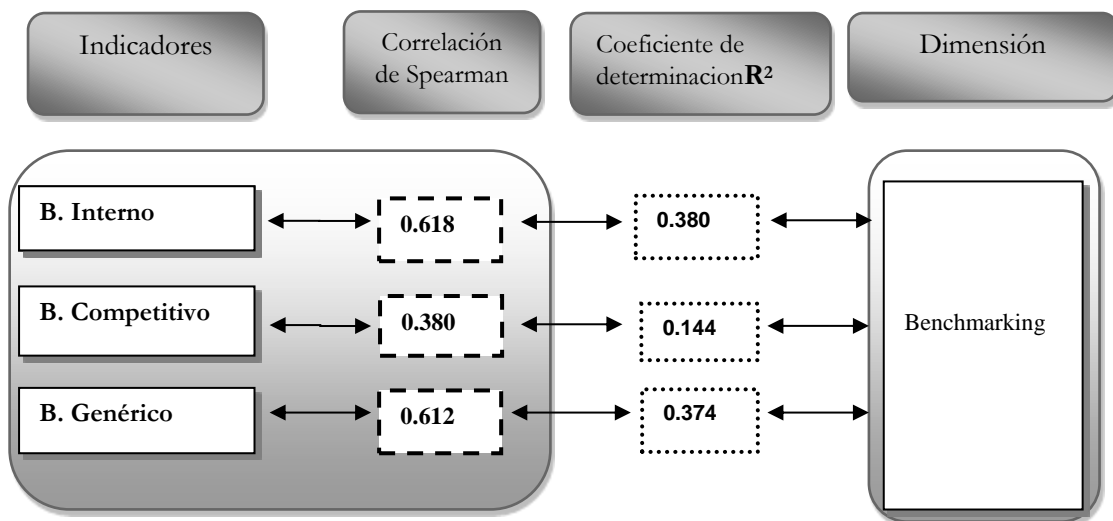 Indicadores
Correlación
de Spearman
Coeficiente de
determinacionR²
Dimensión
B. Interno
0.618
0.380
B. Competitivo
0.380
0.144
Benchmarking
B. Genérico
0.612
0.374